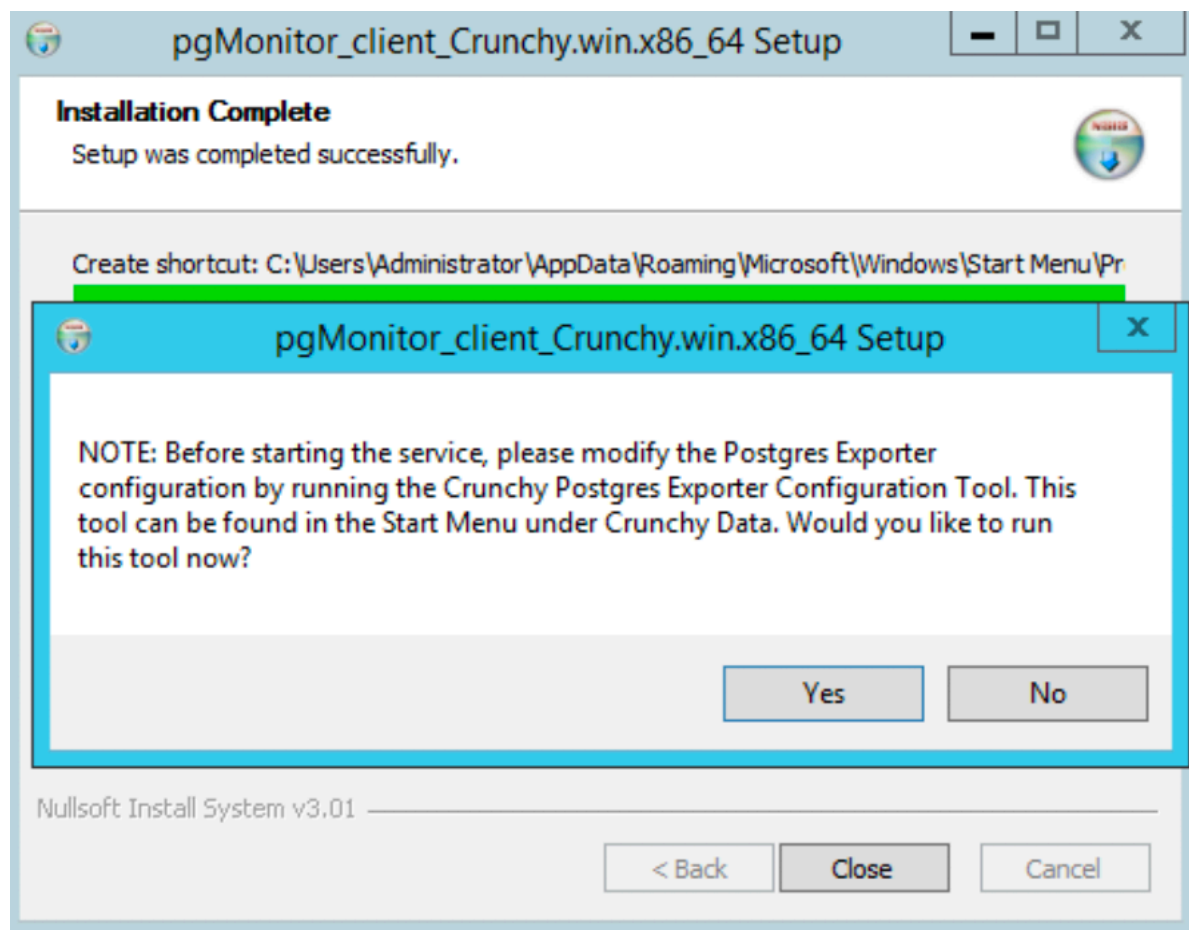 pgMonitor_client_Crunchy.win.x86_64 Setup
Installation Complete
Setup was completed successfully.
NSIS
Create shortcut: C:\Users\Administrator\AppData\Roaming\Microsoft\Windows\Start Menu\Pr
pgMonitor_client_Crunchy.win.x86_64 Setup
NOTE: Before starting the service, please modify the Postgres Exporter
configuration by running the Crunchy Postgres Exporter Configuration Tool. This
tool can be found in the Start Menu under Crunchy Data. Would you like to run
this tool now?
Yes No
Nullsoft Install System v3.01
< Back Close Cancel